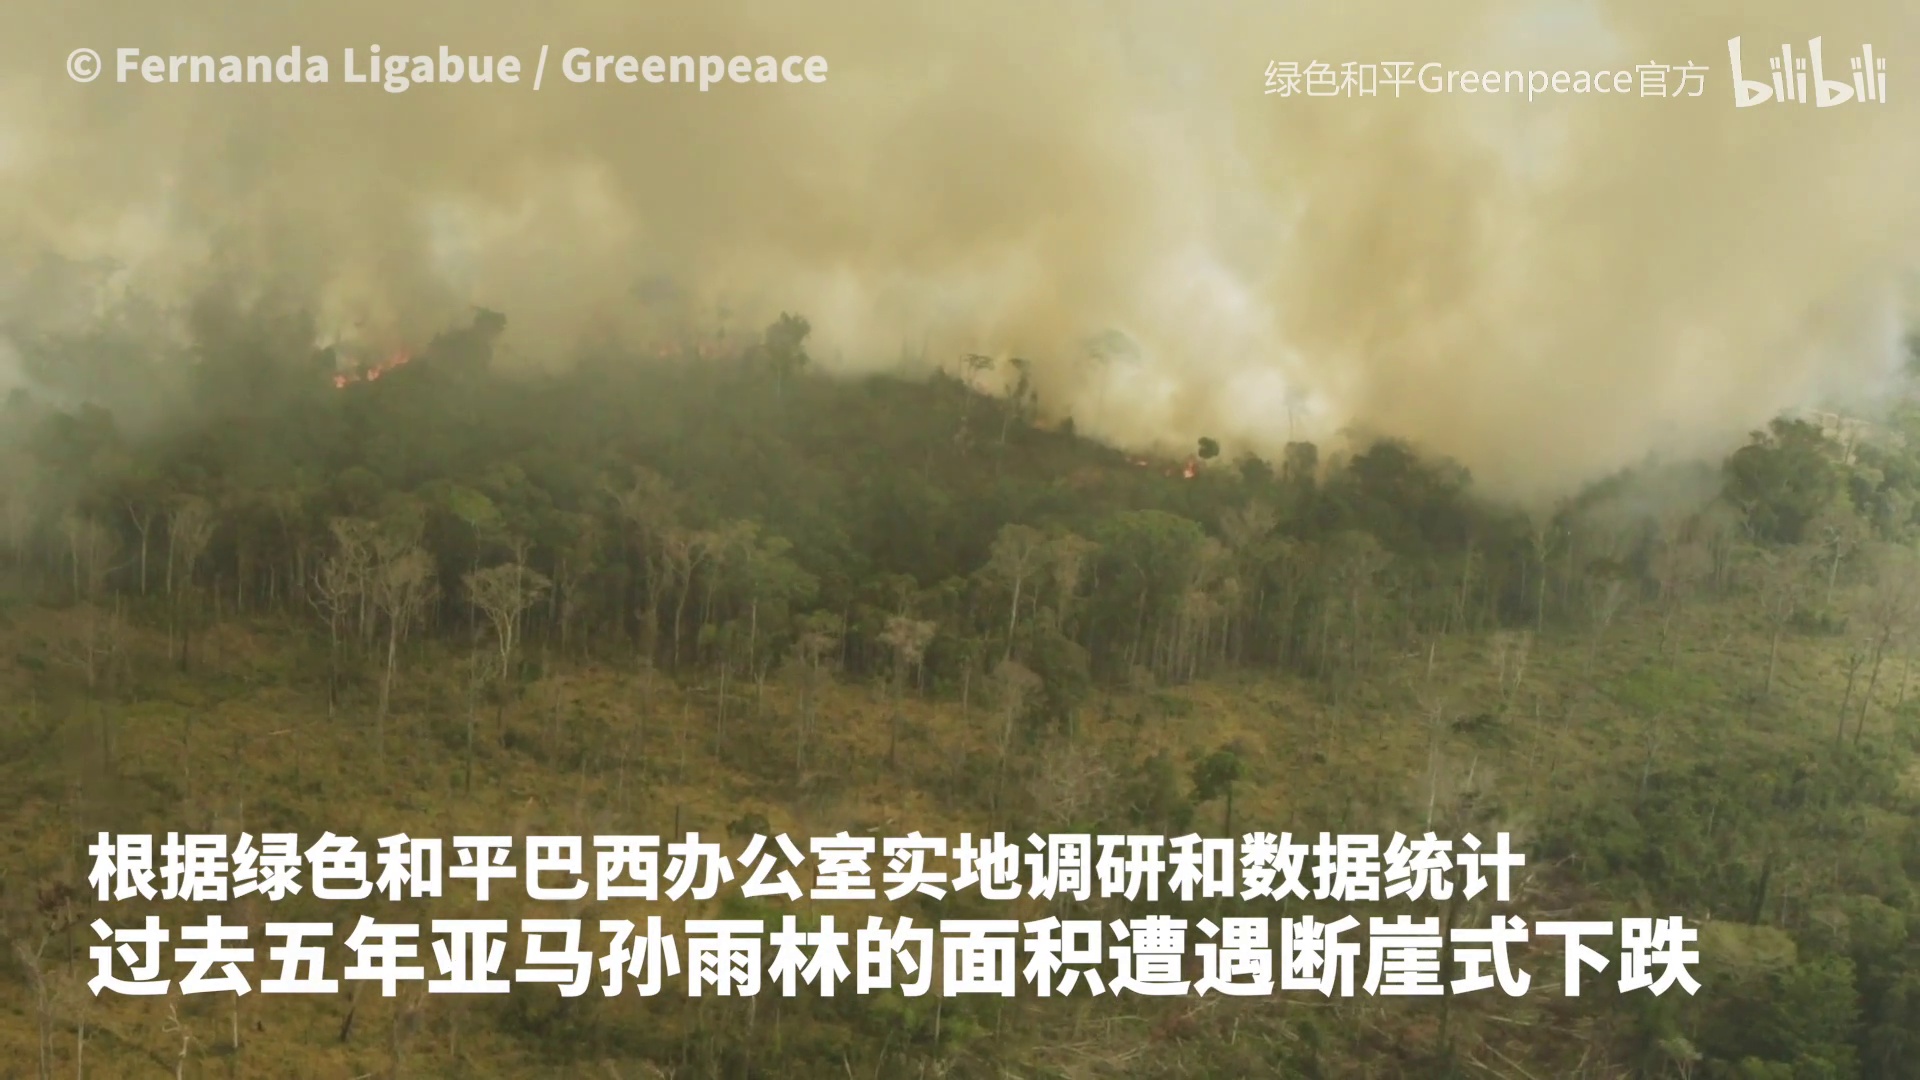 © Fernanda Ligabue / Greenpeace
绿色和平Greenpeace官方 bilibili
根据绿色和平巴西办公室实地调研和数据统计
过去五年亚马孙雨林的面积遭遇断崖式下跌